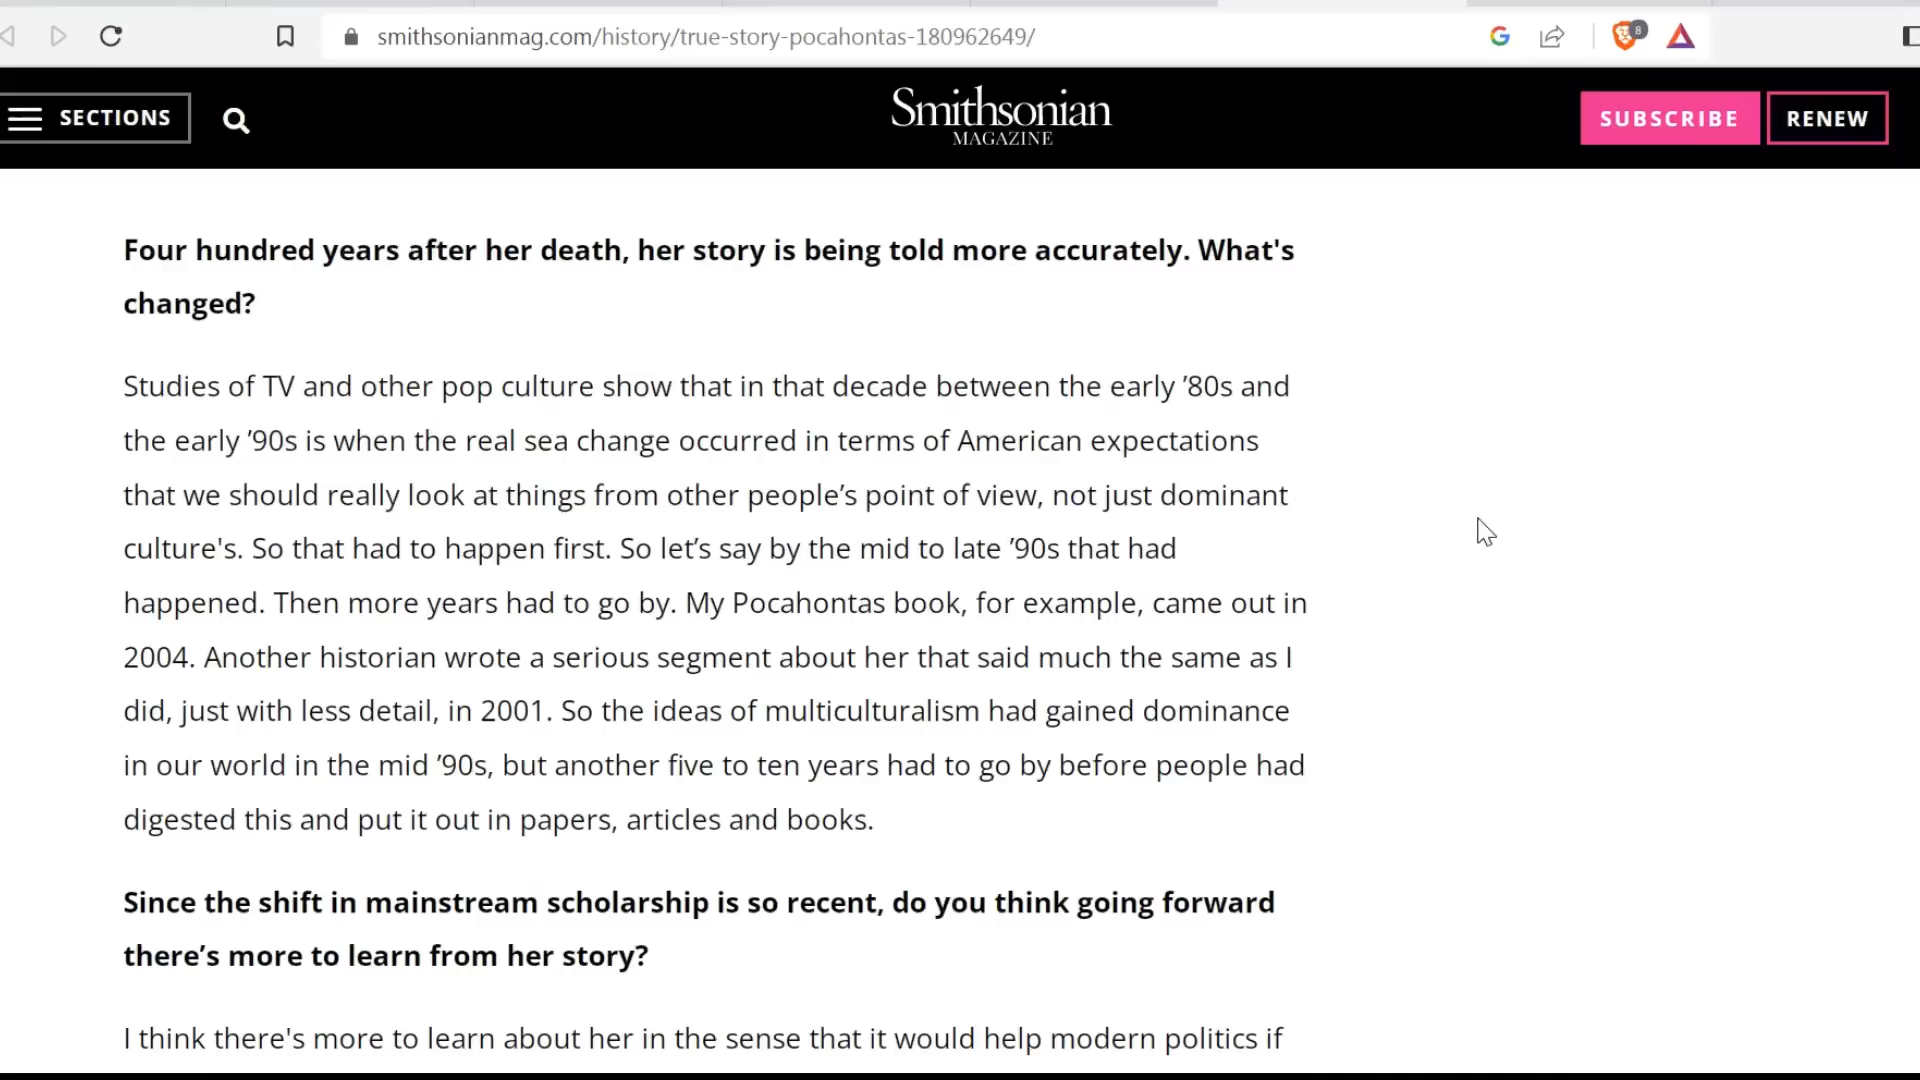 smithsonianmag.com/history/true-story-pocahontas-180962649/
8
SECTIONS
Smithsonian
MAGAZINE
SUBSCRIBE
RENEW
Four hundred years after her death, her story is being told more accurately. What's
changed?
Studies of TV and other pop culture show that in that decade between the early ’80s and
the early ’90s is when the real sea change occurred in terms of American expectations
that we should really look at things from other people’s point of view, not just dominant
culture's. So that had to happen first. So let’s say by the mid to late ’90s that had
happened. Then more years had to go by. My Pocahontas book, for example, came out in
2004. Another historian wrote a serious segment about her that said much the same as I
did, just with less detail, in 2001. So the ideas of multiculturalism had gained dominance
in our world in the mid ’90s, but another five to ten years had to go by before people had
digested this and put it out in papers, articles and books.
Since the shift in mainstream scholarship is so recent, do you think going forward
there’s more to learn from her story?
I think there's more to learn about her in the sense that it would help modern politics if